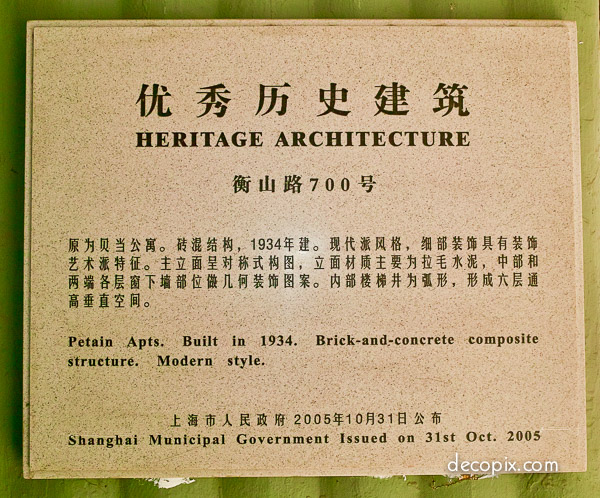 优秀历史建筑
HERITAGE ARCHITECTURE
衡山路700号
原为贝当公寓。砖混结构，1934年建。现代派风格，细部装饰具有装饰
艺术派特征。主立面呈对称式构图，立面材质主要为拉毛水泥，中部和
两端各层窗下墙部位做几何装饰图案。内部楼梯井为弧形，形成六层通
高垂直空间。
Petain Apts. Built in 1934. Brick-and-concrete composite
structure. Modern style.
上海市人民政府 2005年10月31日公布
Shanghai Municipal Government Issued on 31st Oct. 2005
decopix.com